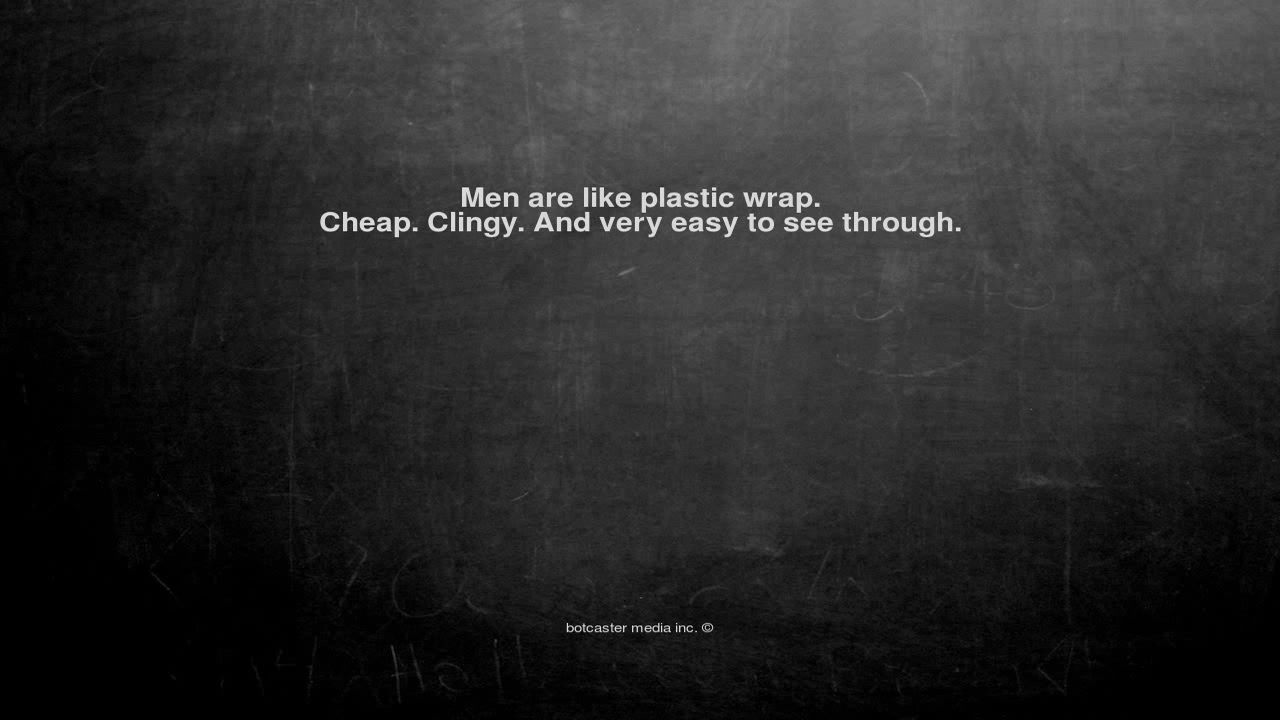 Men are like plastic wrap.
Cheap. Clingy. And very easy to see through.
botcaster media inc. ©